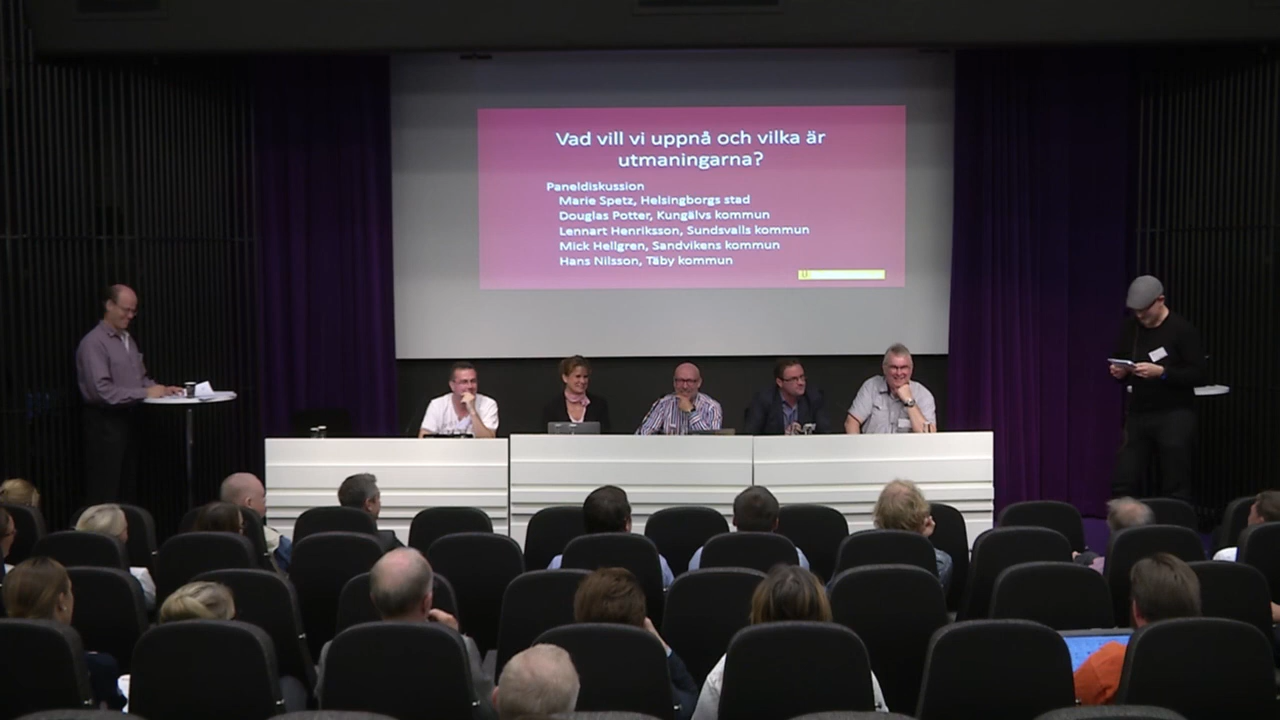 Vad vill vi uppnå och vilka är
utmaningarna?
Paneldiskussion
Marie Spetz, Helsingborgs stad
Douglas Potter, Kungälvs kommun
Lennart Henriksson, Sundsvalls kommun
Mick Hellgren, Sandvikens kommun
Hans Nilsson, Täby kommun